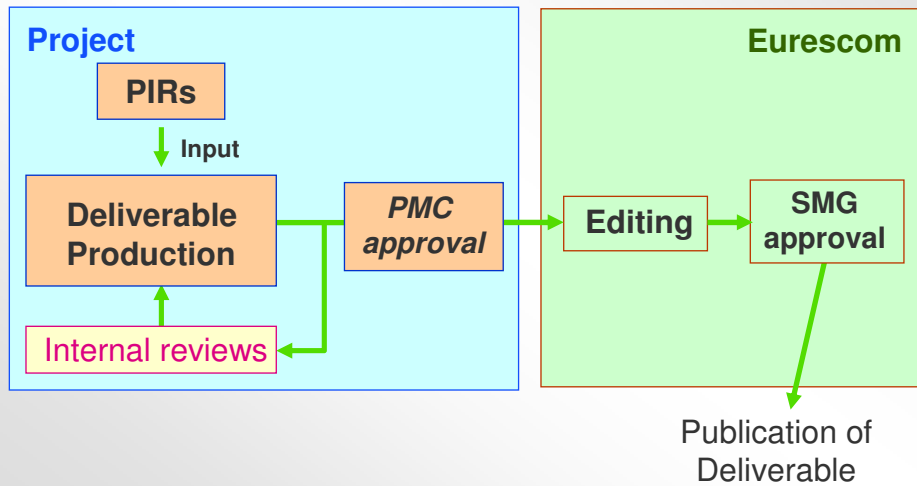 Project
PIRs
Input
Deliverable
Production
PMC
approval
Internal reviews
Eurescom
Editing
SMG
approval
Publication of
Deliverable